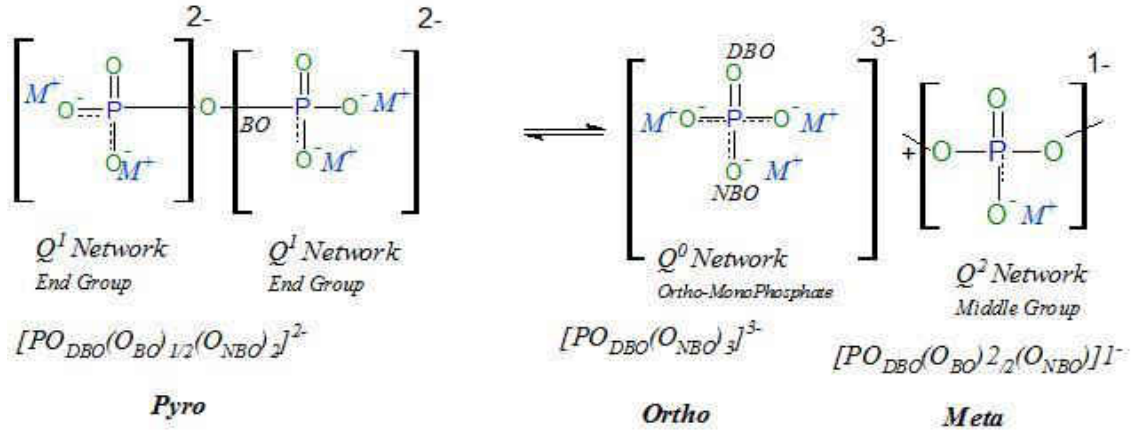 2- 2- 3- 1-
O O DBO O
M⁺ O⁻ P O P O⁻ M⁺ M⁺ O⁻ P O⁻ M⁺ + O P O
BO
O⁻ M⁺ O⁻ M⁺ O⁻ M⁺ O⁻ M⁺
NBO
Q¹ Network Q¹ Network Q⁰ Network Q² Network
End Group End Group Ortho-MonoPhosphate Middle Group
[PO_DBO(O_BO)_1/2(O_NBO)_2]²⁻ [PO_DBO(O_NBO)_3]³⁻ [PO_DBO(O_BO)2_/2(O_NBO)]1⁻
Pyro Ortho Meta